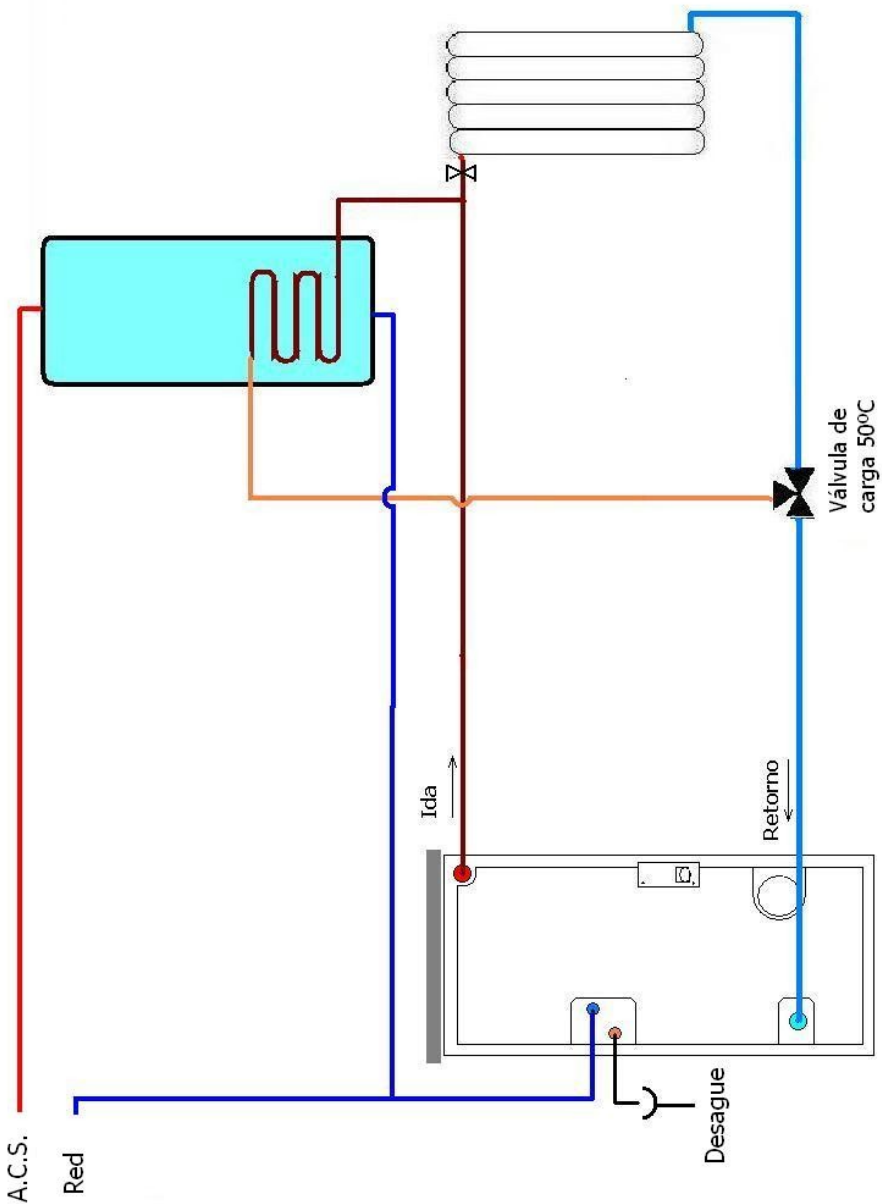 A.C.S.
Red
Desague
Ida
Retorno
Válvula de
carga 50ºC